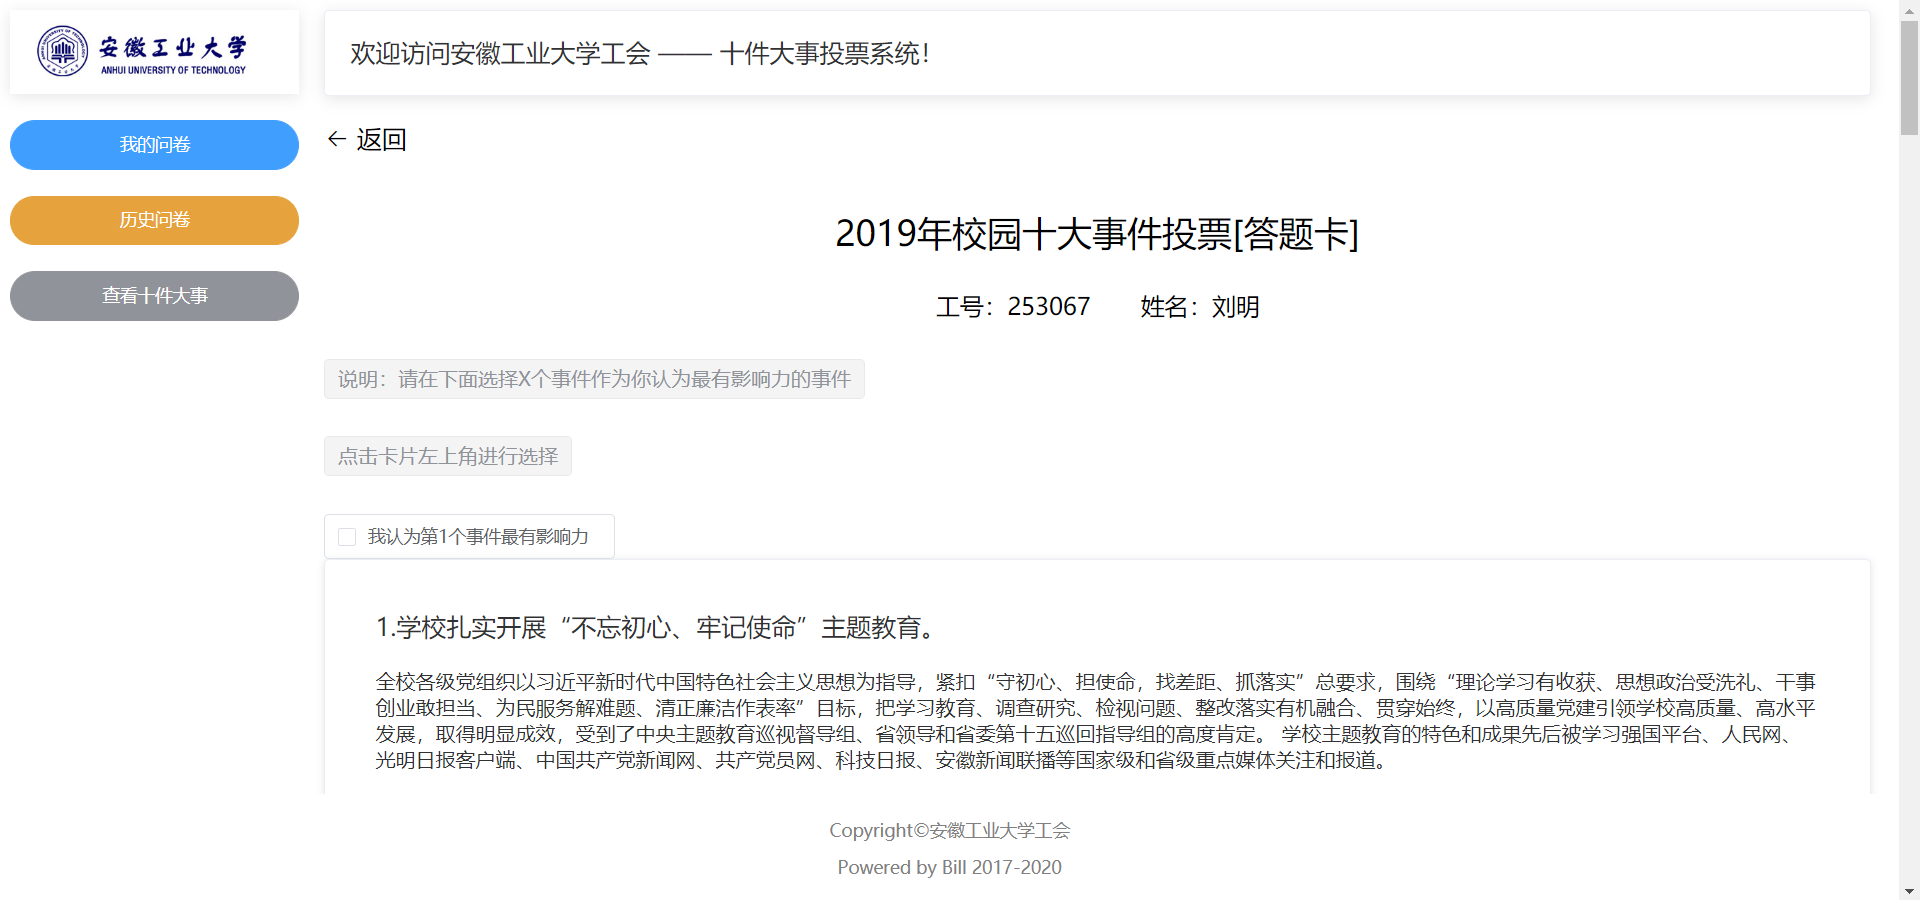 安徽工业大学
ANHUI UNIVERSITY OF TECHNOLOGY
欢迎访问安徽工业大学工会 —— 十件大事投票系统！
我的问卷
历史问卷
查看十件大事
返回
2019年校园十大事件投票[答题卡]
工号：253067 姓名：刘明
说明：请在下面选择X个事件作为你认为最有影响力的事件
点击卡片左上角进行选择
我认为第1个事件最有影响力
1.学校扎实开展“不忘初心、牢记使命”主题教育。
全校各级党组织以习近平新时代中国特色社会主义思想为指导，紧扣“守初心、担使命，找差距、抓落实”总要求，围绕“理论学习有收获、思想政治受洗礼、干事
创业敢担当、为民服务解难题、清正廉洁作表率”目标，把学习教育、调查研究、检视问题、整改落实有机融合、贯穿始终，以高质量党建引领学校高质量、高水平
发展，取得明显成效，受到了中央主题教育巡视督导组、省领导和省委第十五巡回指导组的高度肯定。 学校主题教育的特色和成果先后被学习强国平台、人民网、
光明日报客户端、中国共产党新闻网、共产党员网、科技日报、安徽新闻联播等国家级和省级重点媒体关注和报道。
Copyright©安徽工业大学工会
Powered by Bill 2017-2020